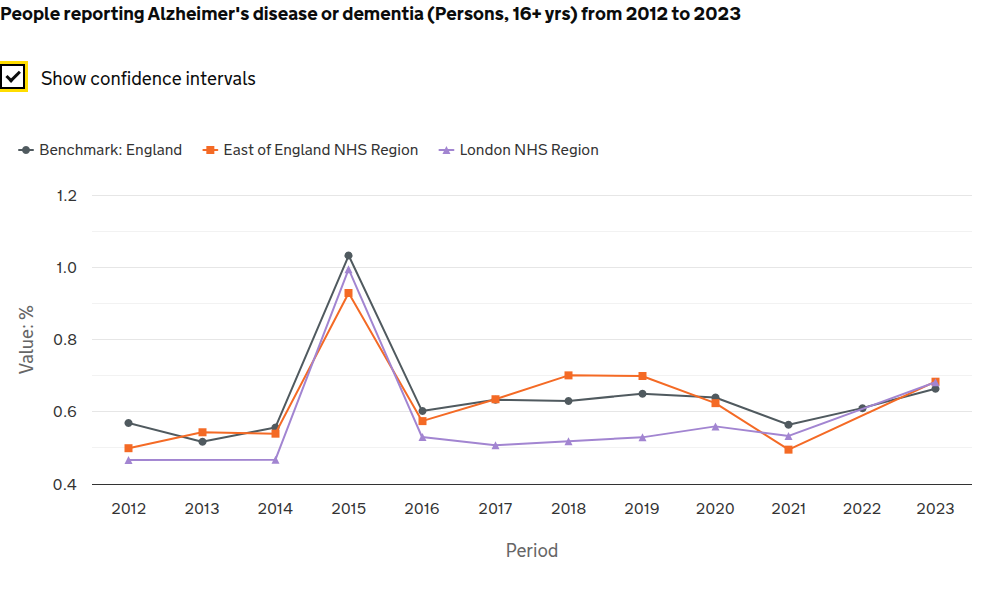 People reporting Alzheimer's disease or dementia (Persons, 16+ yrs) from 2012 to 2023
Show confidence intervals
Benchmark: England East of England NHS Region London NHS Region
1.2
1.0
0.8
0.6
0.4
Value: %
2012 2013 2014 2015 2016 2017 2018 2019 2020 2021 2022 2023
Period